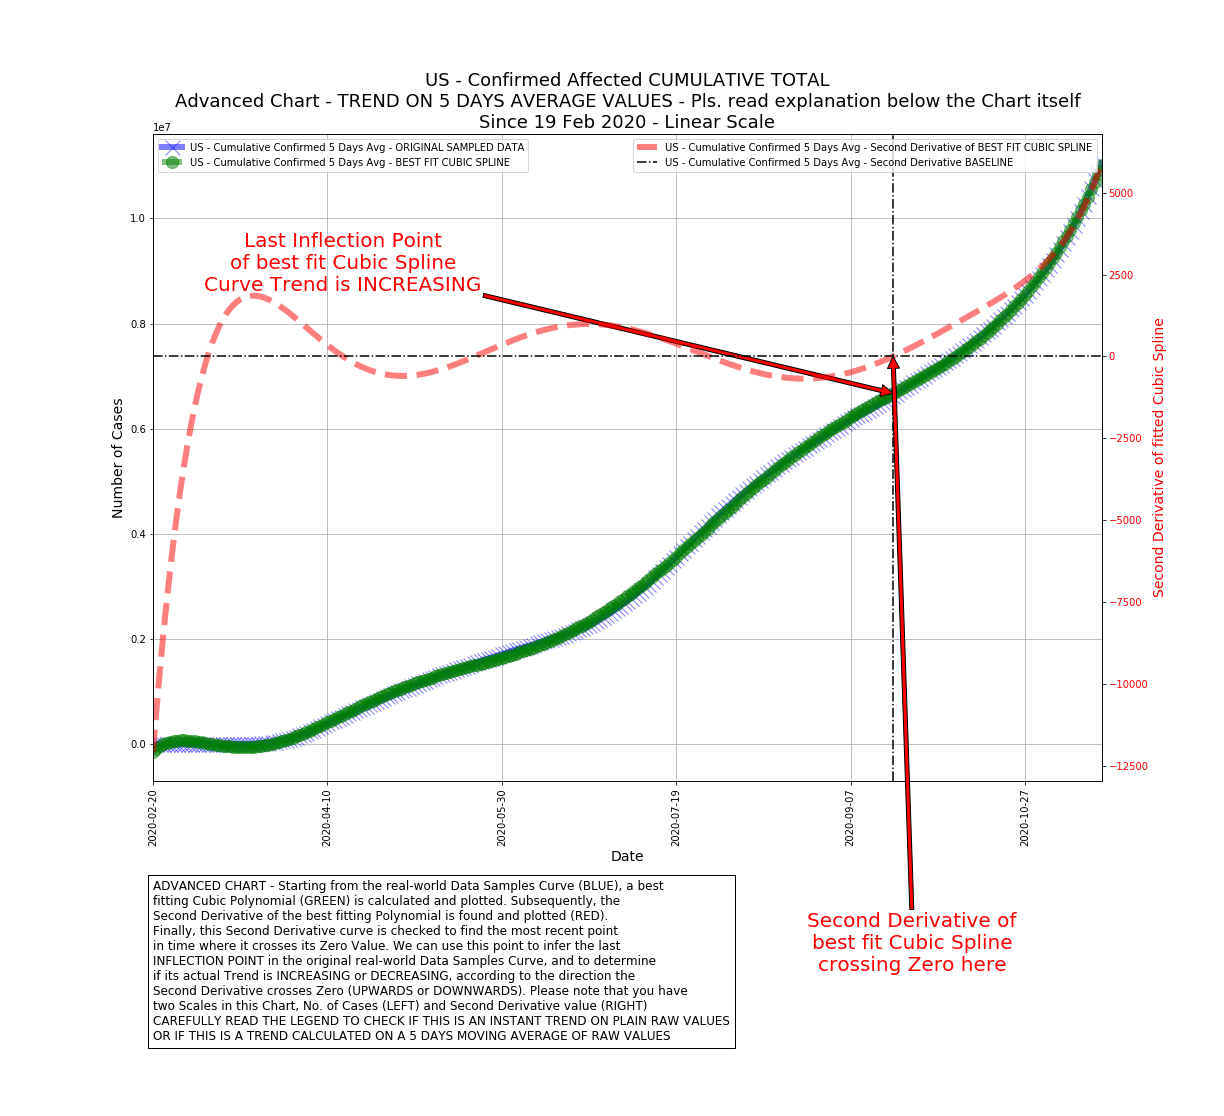 US - Confirmed Affected CUMULATIVE TOTAL
Advanced Chart - TREND ON 5 DAYS AVERAGE VALUES - Pls. read explanation below the Chart itself
Since 19 Feb 2020 - Linear Scale
1e7
US - Cumulative Confirmed 5 Days Avg - ORIGINAL SAMPLED DATA
US - Cumulative Confirmed 5 Days Avg - BEST FIT CUBIC SPLINE
US - Cumulative Confirmed 5 Days Avg - Second Derivative of BEST FIT CUBIC SPLINE
US - Cumulative Confirmed 5 Days Avg - Second Derivative BASELINE
Last Inflection Point
of best fit Cubic Spline
Curve Trend is INCREASING
Number of Cases
1.0
0.8
0.6
0.4
0.2
0.0
5000
2500
0
−2500
−5000
−7500
−10000
−12500
Second Derivative of fitted Cubic Spline
2020-02-20
2020-04-10
2020-05-30
2020-07-19
2020-09-07
2020-10-27
Date
Second Derivative of
best fit Cubic Spline
crossing Zero here
ADVANCED CHART - Starting from the real-world Data Samples Curve (BLUE), a best
fitting Cubic Polynomial (GREEN) is calculated and plotted. Subsequently, the
Second Derivative of the best fitting Polynomial is found and plotted (RED).
Finally, this Second Derivative curve is checked to find the most recent point
in time where it crosses its Zero Value. We can use this point to infer the last
INFLECTION POINT in the original real-world Data Samples Curve, and to determine
if its actual Trend is INCREASING or DECREASING, according to the direction the
Second Derivative crosses Zero (UPWARDS or DOWNWARDS). Please note that you have
two Scales in this Chart, No. of Cases (LEFT) and Second Derivative value (RIGHT)
CAREFULLY READ THE LEGEND TO CHECK IF THIS IS AN INSTANT TREND ON PLAIN RAW VALUES
OR IF THIS IS A TREND CALCULATED ON A 5 DAYS MOVING AVERAGE OF RAW VALUES